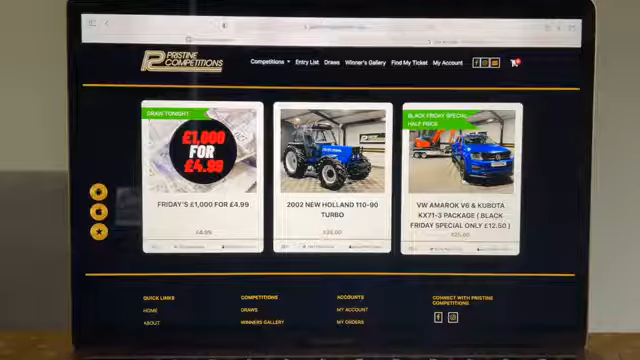 PRISTINE
COMPETITIONS
Competitions
Entry List
Draws
Winner's Gallery
Find My Ticket
My Account
DRAW TONIGHT
£1,000
FOR
£4.99
FRIDAY'S £1,000 FOR £4.99
£4.99
2002 NEW HOLLAND 110-90
TURBO
BLACK FRIDAY SPECIAL
HALF PRICE
VW AMAROK V6 & KUBOTA
KX71-3 PACKAGE ( BLACK
FRIDAY SPECIAL ONLY £12.50 )
£25.00
QUICK LINKS
HOME
ABOUT
COMPETITIONS
DRAWS
WINNERS GALLERY
ACCOUNTS
MY ACCOUNT
MY ORDERS
CONNECT WITH PRISTINE
COMPETITIONS